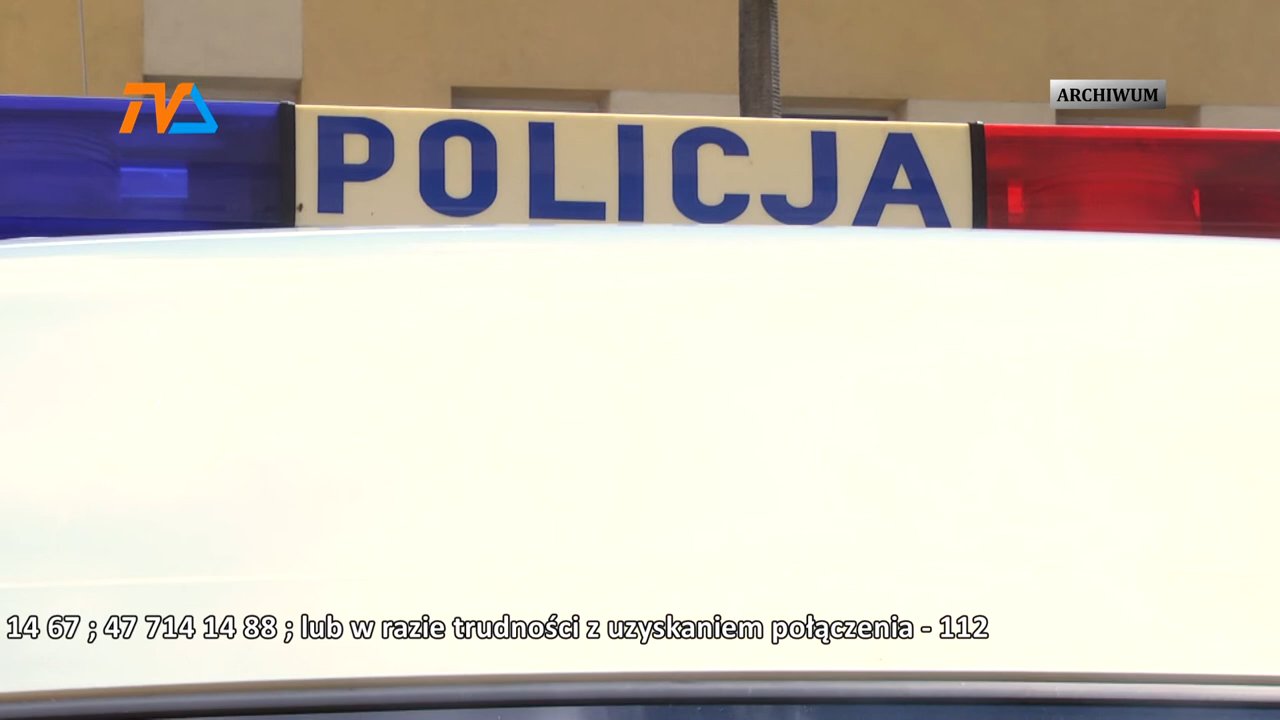 TVA
ARCHIWUM
POLICJA
14 67 ; 47 714 14 88 ; lub w razie trudności z uzyskaniem połączenia - 112